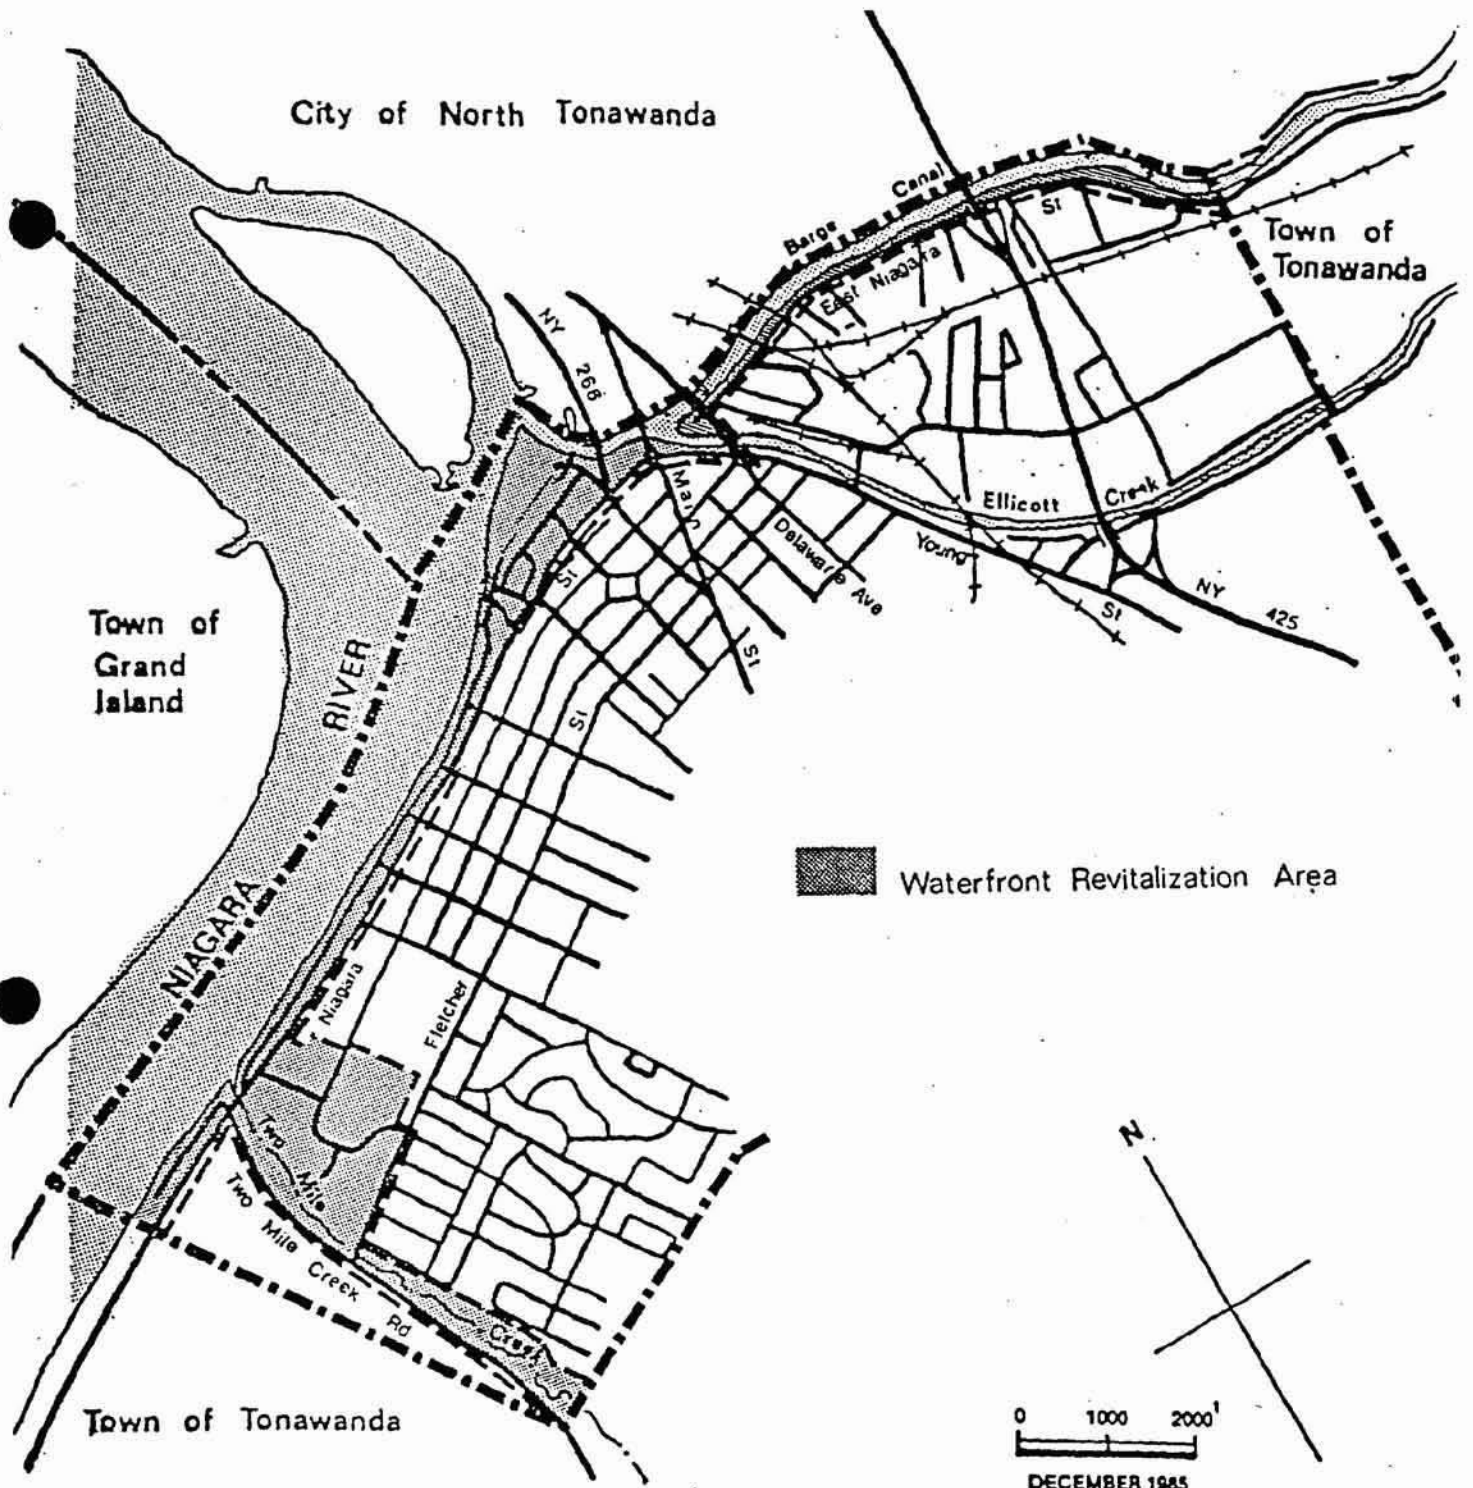 City of North Tonawanda
Barge Canal
East Niagara St
Town of
Tonawanda
NY 266
Main St
Delaware Ave
Ellicott Creek
Young St
NY 425
Town of
Grand
Island
NIAGARA RIVER
St
St
Waterfront Revitalization Area
Niagara
Fletcher
Two Mile Creek
Two Mile Creek Rd
Town of Tonawanda
N
0 1000 2000'
DECEMBER 1985